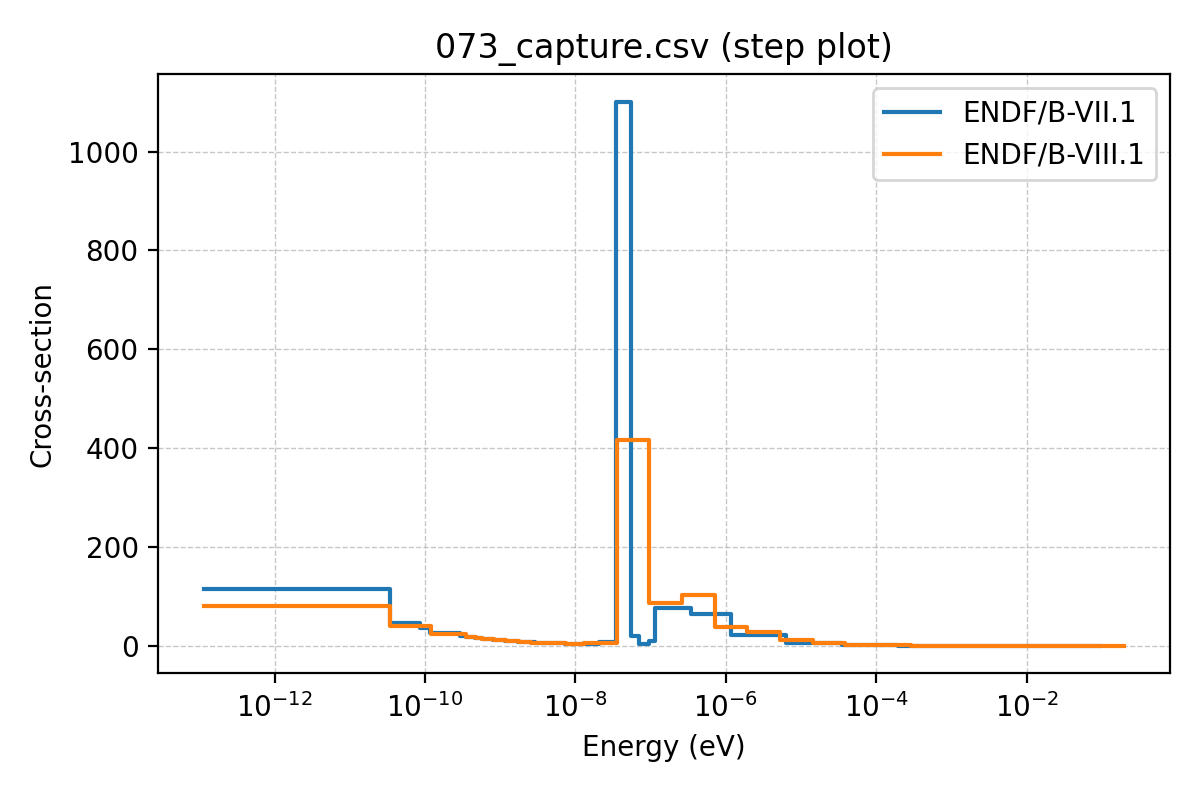 073_capture.csv (step plot)
ENDF/B-VII.1
ENDF/B-VIII.1
Cross-section
1000
800
600
400
200
0
10⁻¹² 10⁻¹⁰ 10⁻⁸ 10⁻⁶ 10⁻⁴ 10⁻²
Energy (eV)